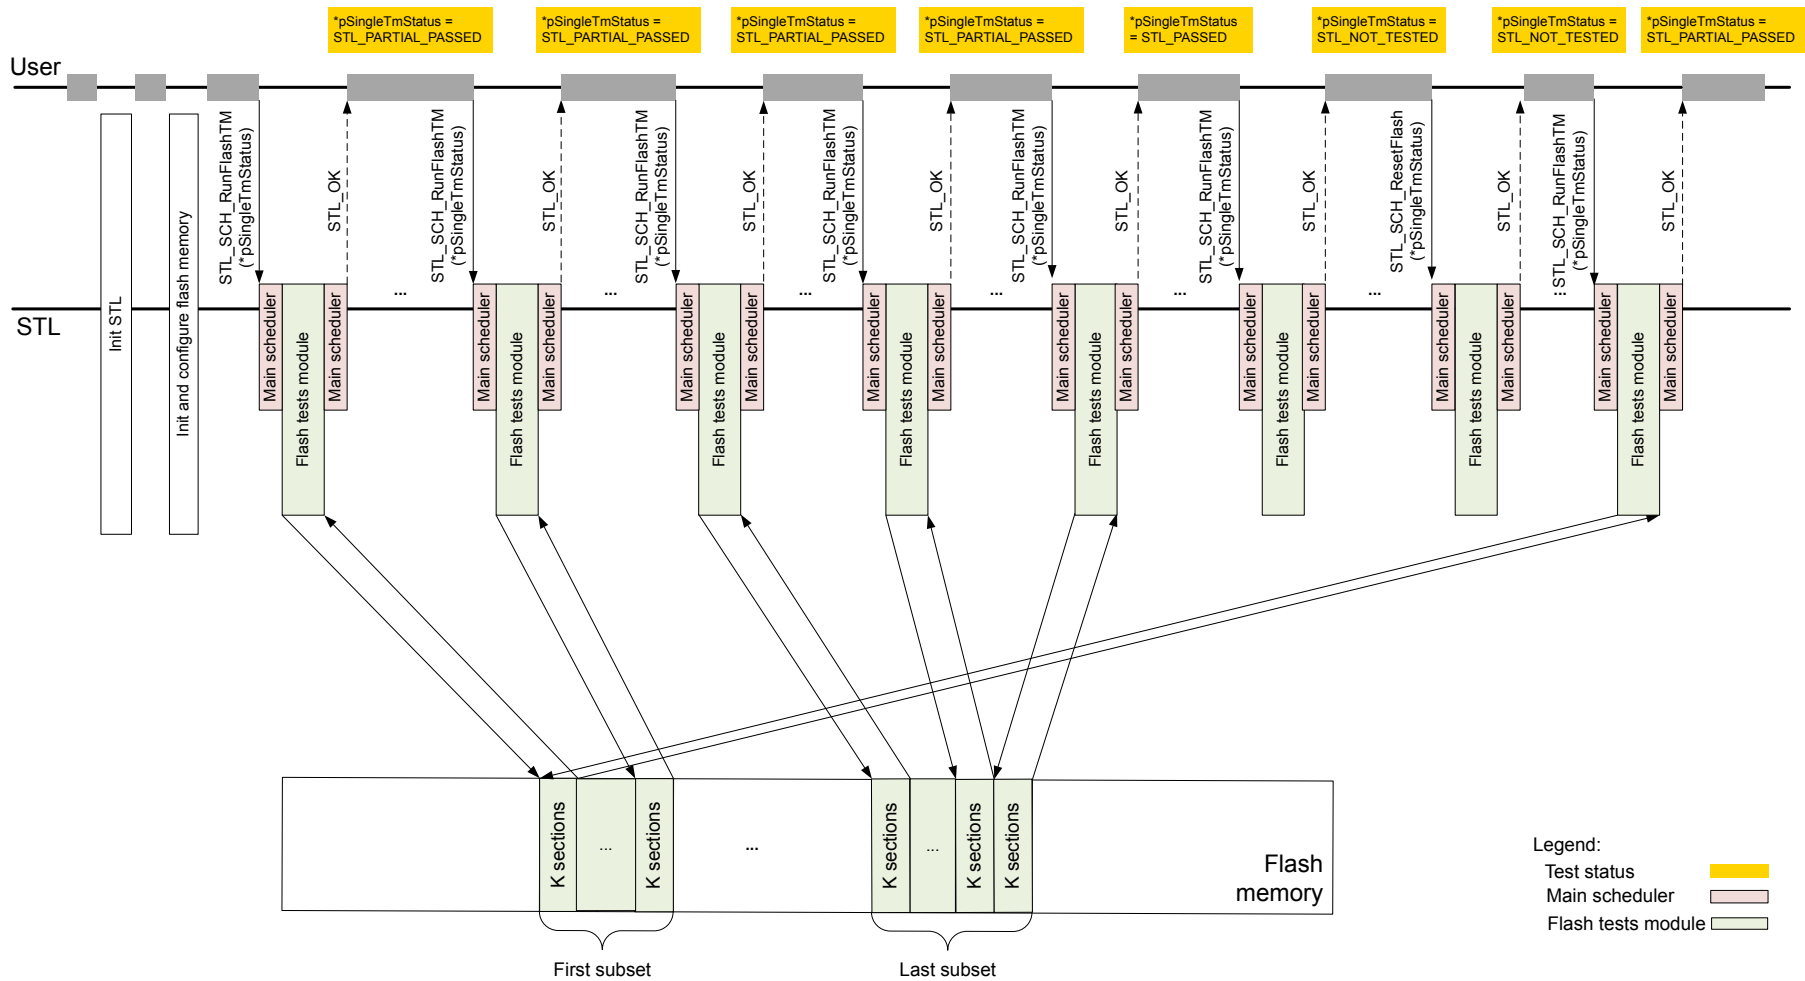 *pSingleTmStatus =
STL_PARTIAL_PASSED
*pSingleTmStatus =
STL_PARTIAL_PASSED
*pSingleTmStatus =
STL_PARTIAL_PASSED
*pSingleTmStatus =
STL_PARTIAL_PASSED
*pSingleTmStatus
= STL_PASSED
*pSingleTmStatus =
STL_NOT_TESTED
*pSingleTmStatus =
STL_NOT_TESTED
*pSingleTmStatus =
STL_PARTIAL_PASSED
User
Init STL
Init and configure flash memory
STL_SCH_RunFlashTM
(*pSingleTmStatus)
STL_OK
STL_SCH_RunFlashTM
(*pSingleTmStatus)
STL_OK
STL_SCH_RunFlashTM
(*pSingleTmStatus)
STL_OK
STL_SCH_RunFlashTM
(*pSingleTmStatus)
STL_OK
STL_SCH_RunFlashTM
(*pSingleTmStatus)
STL_OK
STL_SCH_RunFlashTM
(*pSingleTmStatus)
STL_OK
STL_SCH_ResetFlash
(*pSingleTmStatus)
STL_OK
STL_SCH_RunFlashTM
(*pSingleTmStatus)
STL_OK
...
...
...
...
...
...
...
STL
Main scheduler
Flash tests module
Main scheduler
Main scheduler
Flash tests module
Main scheduler
Main scheduler
Flash tests module
Main scheduler
Main scheduler
Flash tests module
Main scheduler
Main scheduler
Flash tests module
Main scheduler
Main scheduler
Flash tests module
Main scheduler
Main scheduler
Flash tests module
Main scheduler
Main scheduler
Flash tests module
Main scheduler
K sections
...
K sections
...
K sections
...
K sections
K sections
Flash
memory
First subset
Last subset
Legend:
Test status
Main scheduler
Flash tests module